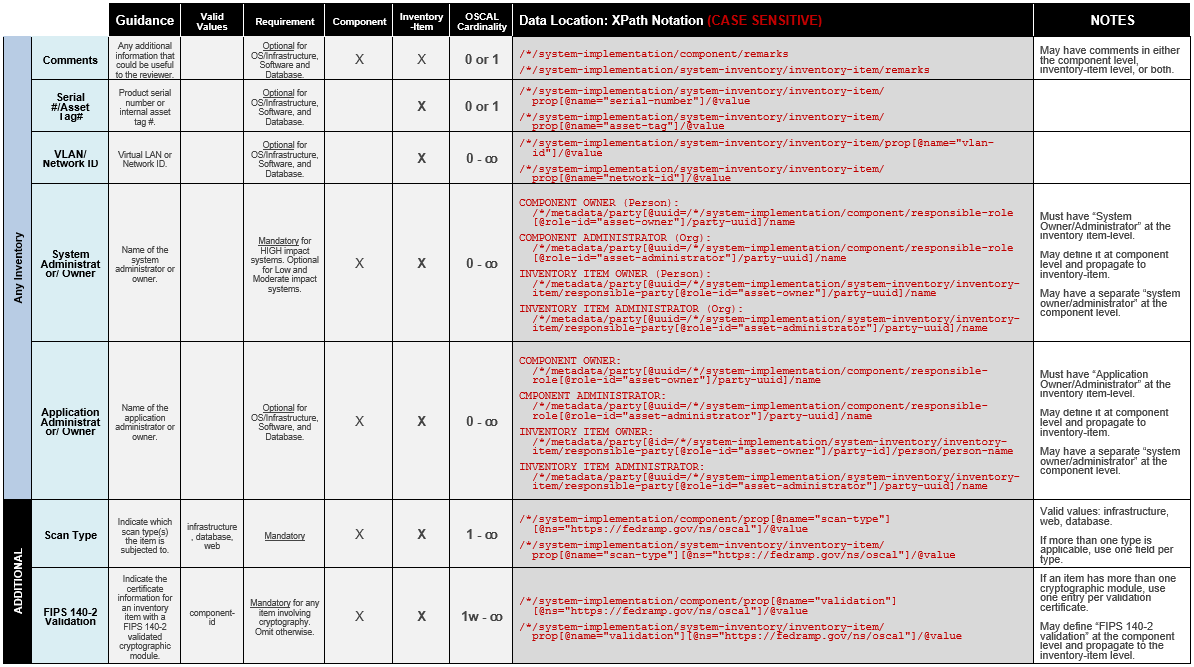 Guidance
Valid
Values
Requirement
Component
Inventory
-Item
OSCAL
Cardinality
Data Location: XPath Notation (CASE SENSITIVE)
NOTES
Any Inventory
Comments
Any additional
information that
could be useful
to the reviewer.
Optional for
OS/Infrastructure,
Software and
Database.
X
X
0 or 1
/*/system-implementation/component/remarks
/*/system-implementation/system-inventory/inventory-item/remarks
May have comments in either
the component level,
inventory-item level, or both.
Serial
#/Asset
Tag#
Product serial
number or
internal asset
tag #.
Optional for
OS/Infrastructure,
Software, and
Database.
X
0 or 1
/*/system-implementation/system-inventory/inventory-item/
prop[@name="serial-number"]/@value
/*/system-implementation/system-inventory/inventory-item/
prop[@name="asset-tag"]/@value
VLAN/
Network ID
Virtual LAN or
Network ID.
Optional for
OS/Infrastructure,
Software, and
Database.
X
0 - ∞
/*/system-implementation/system-inventory/inventory-item/prop[@name="vlan-
id"]/@value
/*/system-implementation/system-inventory/inventory-item/
prop[@name="network-id"]/@value
System
Administrat
or/ Owner
Name of the
system
administrator or
owner.
Mandatory for
HIGH impact
systems. Optional
for Low and
Moderate impact
systems.
X
X
0 - ∞
COMPONENT OWNER (Person):
/*/metadata/party[@uuid=/*/system-implementation/component/responsible-role
[@role-id="asset-owner"]/party-uuid]/name
COMPONENT ADMINISTRATOR (Org):
/*/metadata/party[@uuid=/*/system-implementation/component/responsible-role
[@role-id="asset-administrator"]/party-uuid]/name
INVENTORY ITEM OWNER (Person):
/*/metadata/party[@uuid=/*/system-implementation/system-inventory/inventory-
item/responsible-party[@role-id="asset-owner"]/party-uuid]/name
INVENTORY ITEM ADMINISTRATOR (Org):
/*/metadata/party[@uuid=/*/system-implementation/system-inventory/inventory-
item/responsible-party[@role-id="asset-administrator"]/party-uuid]/name
Must have “System
Owner/Administrator” at the
inventory item-level.
May define it at component
level and propagate to
inventory-item.
May have a separate “system
owner/administrator” at the
component level.
Application
Administrat
or/ Owner
Name of the
application
administrator or
owner.
Optional for
OS/Infrastructure,
Software, and
Database.
X
X
0 - ∞
COMPONENT OWNER:
/*/metadata/party[@uuid=/*/system-implementation/component/responsible-
role[@role-id="asset-owner"]/party-uuid]/name
CMPONENT ADMINISTRATOR:
/*/metadata/party[@uuid=/*/system-implementation/component/responsible-
role[@role-id="asset-administrator"]/party-uuid]/name
INVENTORY ITEM OWNER:
/*/metadata/party[@id=/*/system-implementation/system-inventory/inventory-
item/responsible-party[@role-id="asset-owner"]/party-id]/person/person-name
INVENTORY ITEM ADMINISTRATOR:
/*/metadata/party[@uuid=/*/system-implementation/system-inventory/inventory-
item/responsible-party[@role-id="asset-administrator"]/party-uuid]/name
Must have “Application
Owner/Administrator” at the
inventory item-level.
May define it at component
level and propagate to
inventory-item.
May have a separate “system
owner/administrator” at the
component level.
ADDITIONAL
Scan Type
Indicate which
scan type(s)
the item is
subjected to.
infrastructure
, database,
web
Mandatory
X
X
1 - ∞
/*/system-implementation/component/prop[@name="scan-type"]
[@ns="https://fedramp.gov/ns/oscal"]/@value
/*/system-implementation/system-inventory/inventory-item/
prop[@name="scan-type"][@ns="https://fedramp.gov/ns/oscal"]/@value
Valid values: infrastructure,
web, database.
If more than one type is
applicable, use one field per
type.
FIPS 140-2
Validation
Indicate the
certificate
information for
an inventory
item with a
FIPS 140-2
validated
cryptographic
module.
component-
id
Mandatory for any
item involving
cryptography.
Omit otherwise.
X
X
1w - ∞
/*/system-implementation/component/prop[@name="validation"]
[@ns="https://fedramp.gov/ns/oscal"]/@value
/*/system-implementation/system-inventory/inventory-item/
prop[@name="validation"][@ns="https://fedramp.gov/ns/oscal"]/@value
If an item has more than one
cryptographic module, use
one entry per validation
certificate.
May define “FIPS 140-2
validation” at the component
level and propagate to the
inventory-item level.